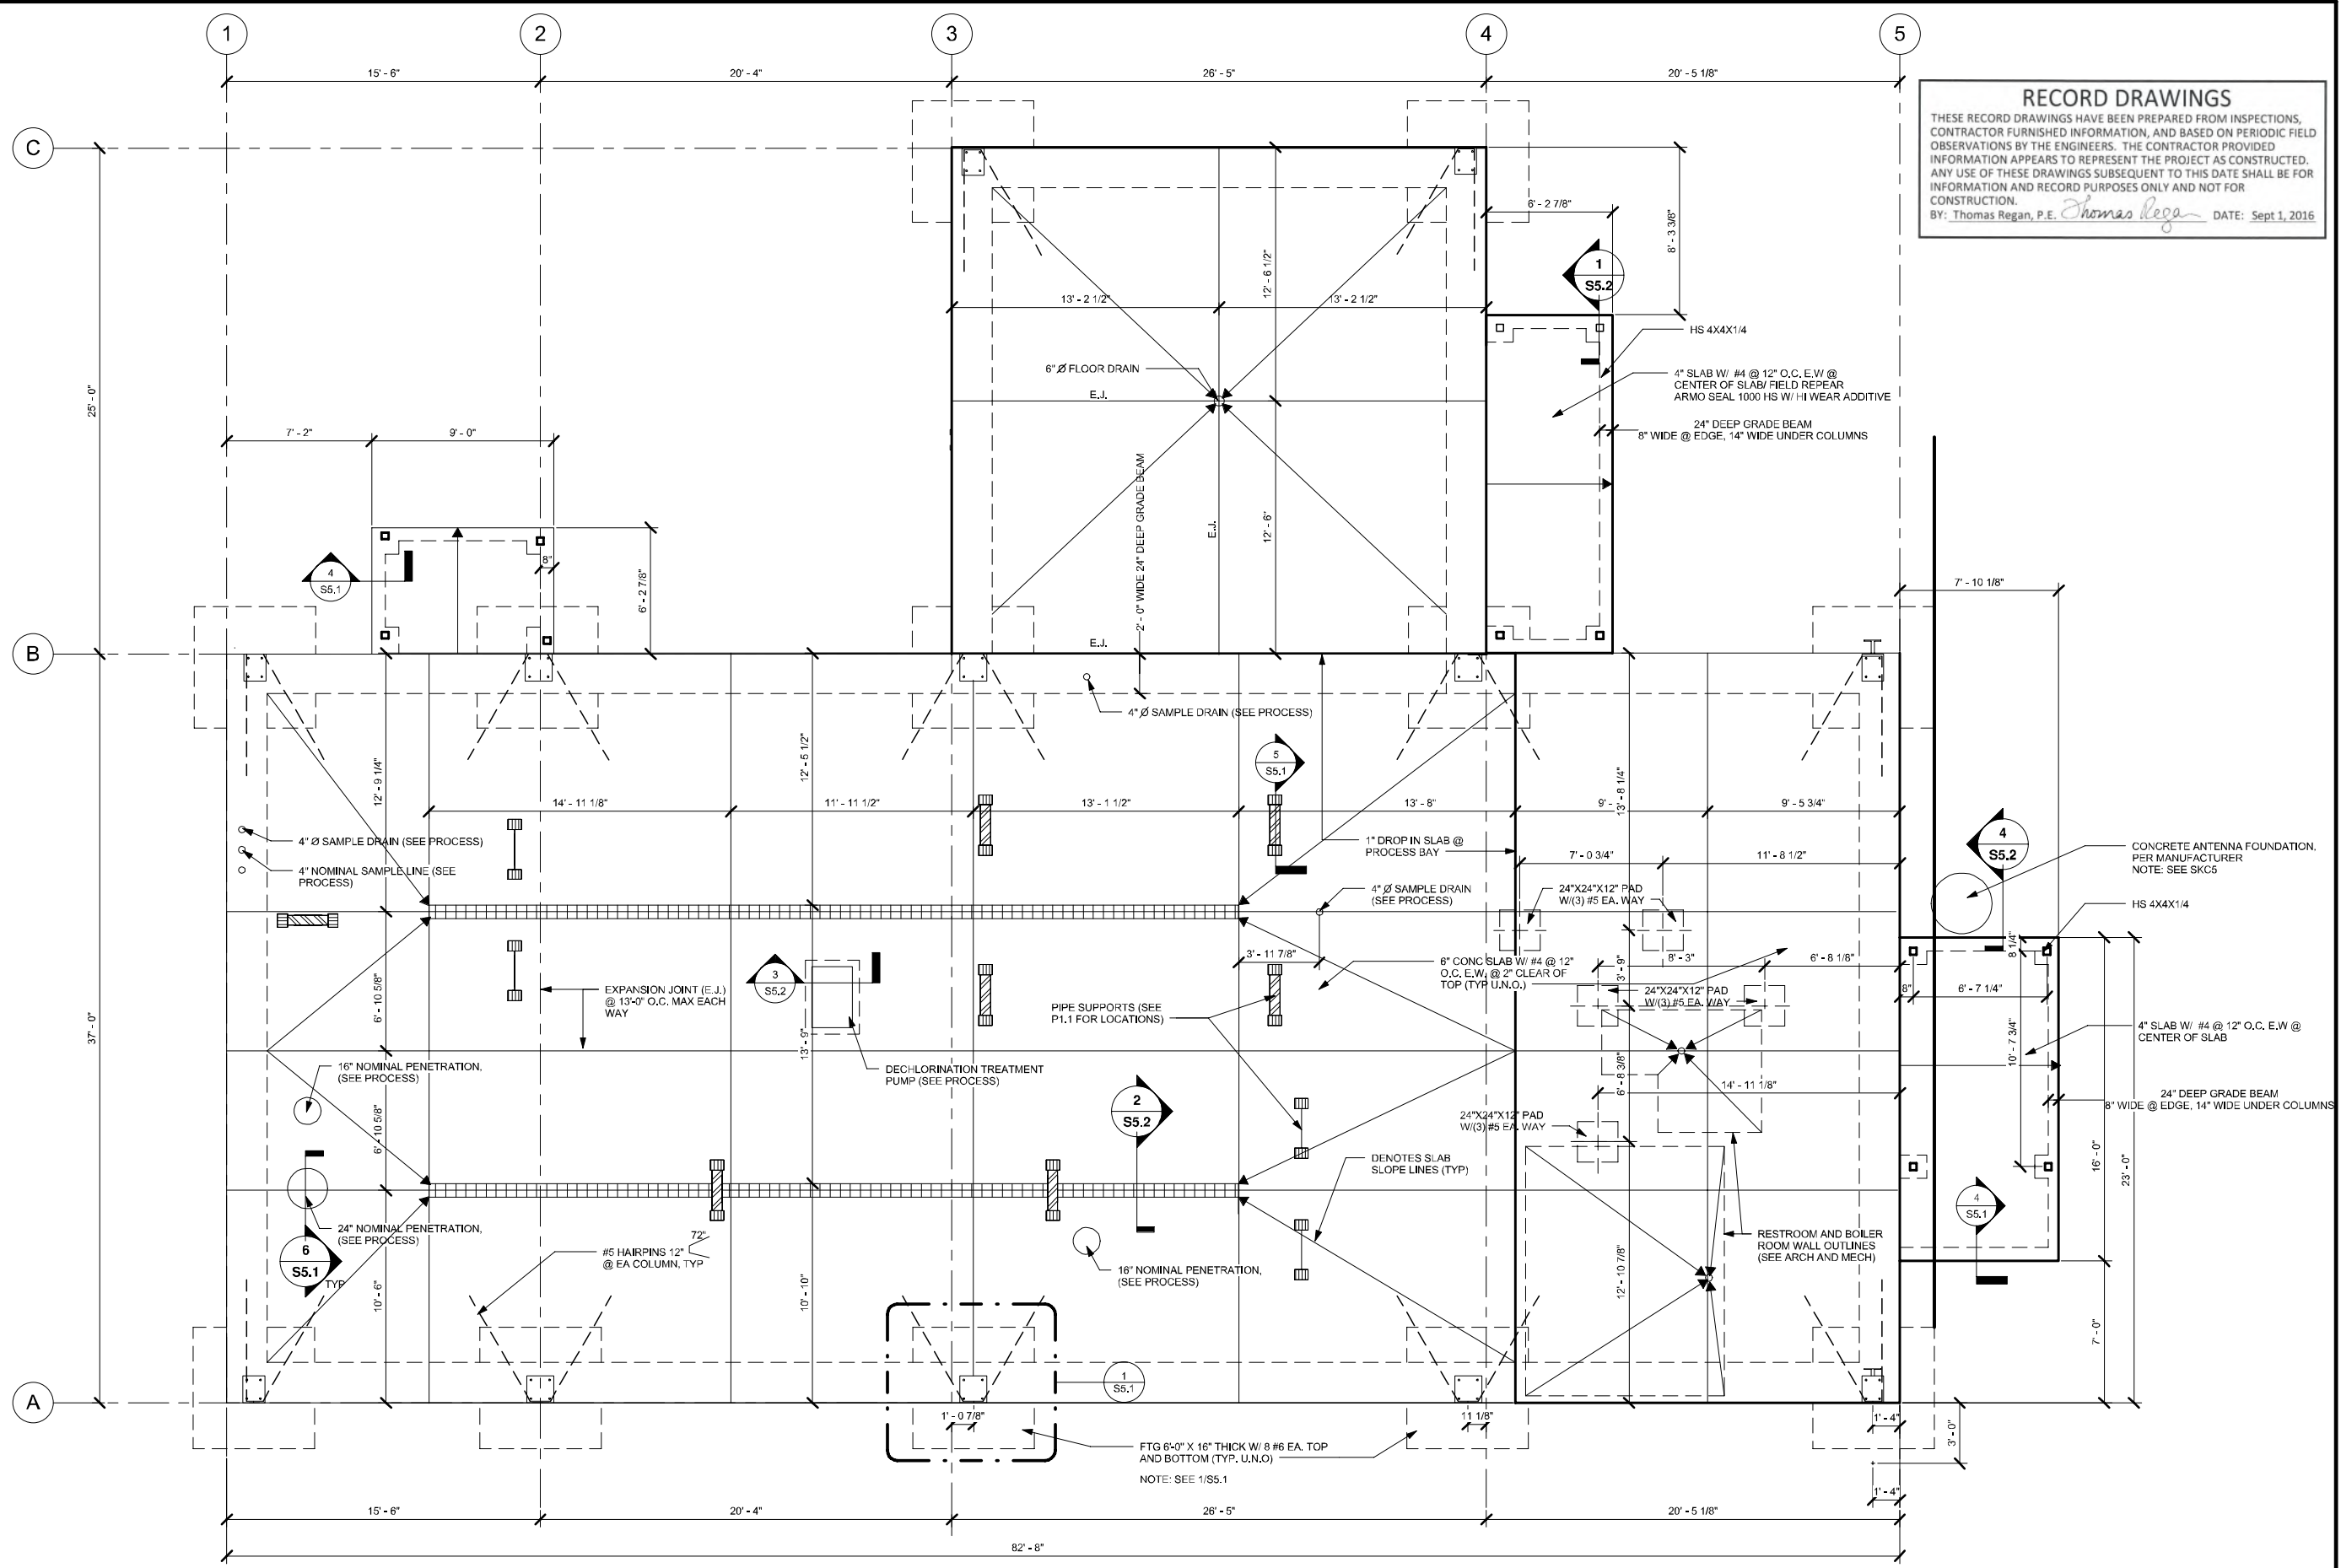 1
2
3
4
5
15' - 6"
20' - 4"
26' - 5"
20' - 5 1/8"
RECORD DRAWINGS
THESE RECORD DRAWINGS HAVE BEEN PREPARED FROM INSPECTIONS,
CONTRACTOR FURNISHED INFORMATION, AND BASED ON PERIODIC FIELD
OBSERVATIONS BY THE ENGINEERS. THE CONTRACTOR PROVIDED
INFORMATION APPEARS TO REPRESENT THE PROJECT AS CONSTRUCTED.
ANY USE OF THESE DRAWINGS SUBSEQUENT TO THIS DATE SHALL BE FOR
INFORMATION AND RECORD PURPOSES ONLY AND NOT FOR
CONSTRUCTION.
BY: Thomas Regan, P.E. Thomas Regan DATE: Sept 1, 2016
C
6' - 2 7/8"
8' - 3 3/8"
12' - 6 1/2"
1
S5.2
13' - 2 1/2"
13' - 2 1/2"
HS 4X4X1/4
6" Ø FLOOR DRAIN
E.J.
4" SLAB W/ #4 @ 12" O.C. E.W @
CENTER OF SLAB/ FIELD REPEAR
ARMO SEAL 1000 HS W/ HI WEAR ADDITIVE
25' - 0"
24" DEEP GRADE BEAM
8" WIDE @ EDGE, 14" WIDE UNDER COLUMNS
7' - 2"
9' - 0"
2' - 0" WIDE 24" DEEP GRADE BEAM
E.J.
12' - 6"
8"
4
S5.1
6' - 2 7/8"
7' - 10 1/8"
B
E.J.
4" Ø SAMPLE DRAIN (SEE PROCESS)
12' - 9 1/4"
12' - 5 1/2"
5
S5.1
13' - 8 1/4"
14' - 11 1/8"
11' - 11 1/2"
13' - 1 1/2"
13' - 8"
9' -
9' - 5 3/4"
4" Ø SAMPLE DRAIN (SEE PROCESS)
4" NOMINAL SAMPLE LINE (SEE
PROCESS)
1" DROP IN SLAB @
PROCESS BAY
7' - 0 3/4"
11' - 8 1/2"
4
S5.2
CONCRETE ANTENNA FOUNDATION.
PER MANUFACTURER
NOTE: SEE SKC5
4" Ø SAMPLE DRAIN
(SEE PROCESS)
24"X24"X12" PAD
W/(3) #5 EA. WAY
HS 4X4X1/4
3' - 11 7/8"
6" CONC SLAB W/ #4 @ 12"
O.C. E.W. @ 2" CLEAR OF
TOP (TYP U.N.O.)
3' - 9"
8' - 3"
6' - 8 1/8"
8 1/4"
3
S5.2
EXPANSION JOINT (E.J.)
@ 13'-0" O.C. MAX EACH
WAY
24"X24"X12" PAD
W/(3) #5 EA. WAY
8"
6' - 7 1/4"
6' - 10 5/8"
PIPE SUPPORTS (SEE
P1.1 FOR LOCATIONS)
37' - 0"
13' - 9"
10' - 7 3/4"
4" SLAB W/ #4 @ 12" O.C. E.W @
CENTER OF SLAB
16" NOMINAL PENETRATION.
(SEE PROCESS)
DECHLORINATION TREATMENT
PUMP (SEE PROCESS)
6' - 8 3/8"
14' - 11 1/8"
2
S5.2
24" DEEP GRADE BEAM
8" WIDE @ EDGE, 14" WIDE UNDER COLUMNS
6' - 10 5/8"
24"X24"X12" PAD
W/(3) #5 EA. WAY
DENOTES SLAB
SLOPE LINES (TYP)
16' - 0"
23' - 0"
4
S5.1
24" NOMINAL PENETRATION,
(SEE PROCESS)
6
S5.1
TYP
#5 HAIRPINS 12"
@ EA COLUMN, TYP
72"
RESTROOM AND BOILER
ROOM WALL OUTLINES
(SEE ARCH AND MECH)
16" NOMINAL PENETRATION,
(SEE PROCESS)
10' - 6"
10' - 10"
12' - 10 7/8"
7' - 0"
A
1
S5.1
1' - 0 7/8"
11 1/8"
1' - 4"
3' - 0"
FTG 6'-0" X 16" THICK W/ 8 #6 EA. TOP
AND BOTTOM (TYP. U.N.O)
NOTE: SEE 1/S5.1
1' - 4"
15' - 6"
20' - 4"
26' - 5"
20' - 5 1/8"
82' - 8"